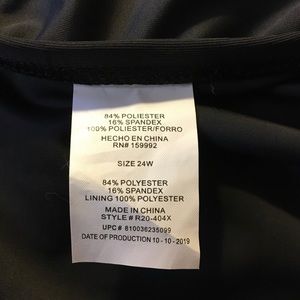 84% POLIESTER
16% SPANDEX
100% POLIESTER/FORRO
HECHO EN CHINA
RN# 159992
SIZE 24W
84% POLYESTER
16% SPANDEX
LINING 100% POLYESTER
MADE IN CHINA
STYLE # R20-404X
UPC # 810036235099
DATE OF PRODUCTION 10-10-2019